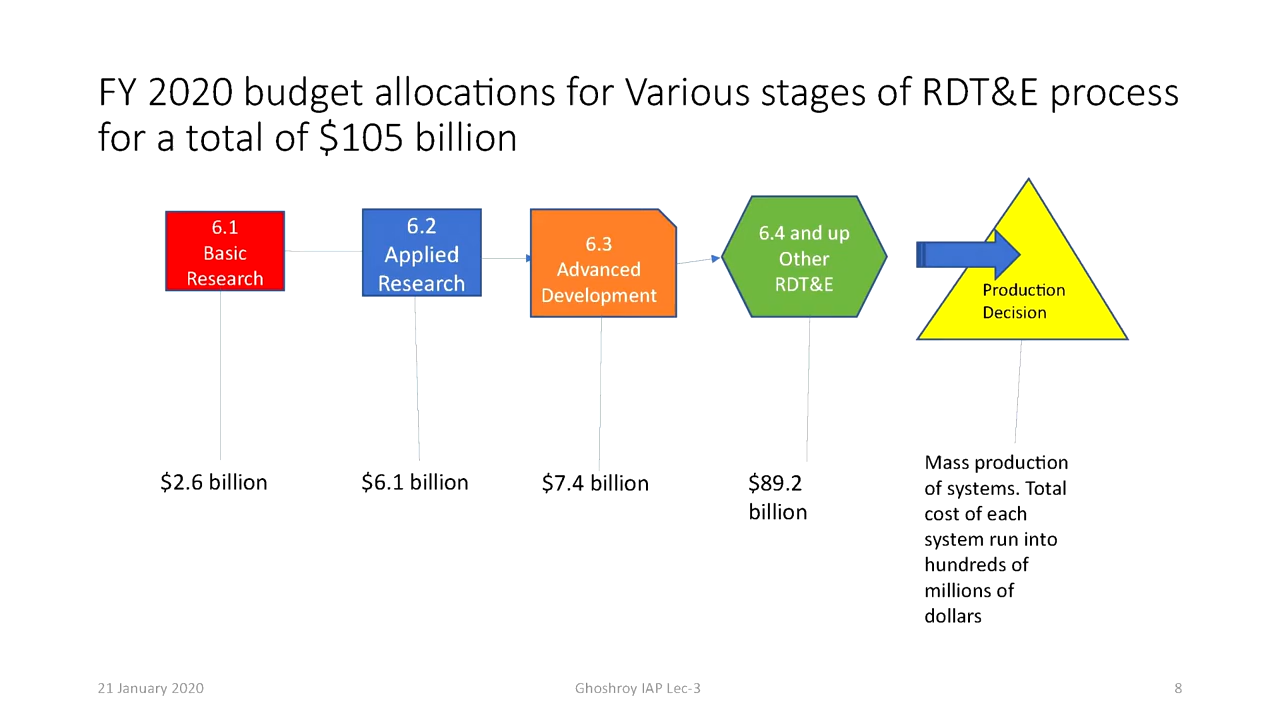 FY 2020 budget allocations for Various stages of RDT&E process
for a total of $105 billion
6.1
Basic
Research
6.2
Applied
Research
6.3
Advanced
Development
6.4 and up
Other
RDT&E
Production
Decision
$2.6 billion
$6.1 billion
$7.4 billion
$89.2
billion
Mass production
of systems. Total
cost of each
system run into
hundreds of
millions of
dollars
21 January 2020
Ghoshroy IAP Lec-3
8